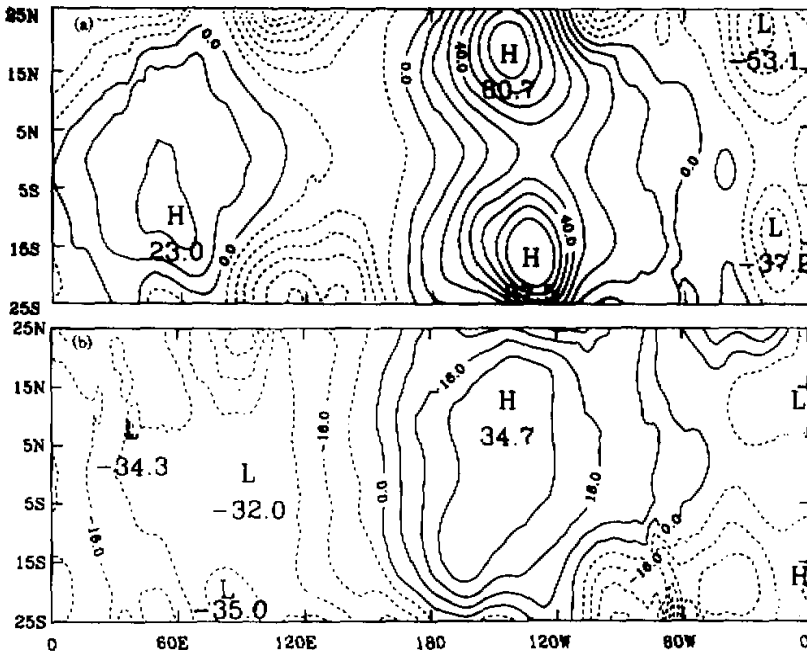 25N (a) 0.0 H 40.0 L
15N 0.0 80.7 -53.1
5N 0.0
5S
H L
15S 23.0 0.0 H 40.0
25S
25N (b)
15N -16.0 H L
5N L 34.7
-34.3 L
5S -32.0 -16.0 0.0 16.0
15S -16.0 0.0 -16.0 H
25S L -35.0
0 60E 120E 180 120W 60W 0